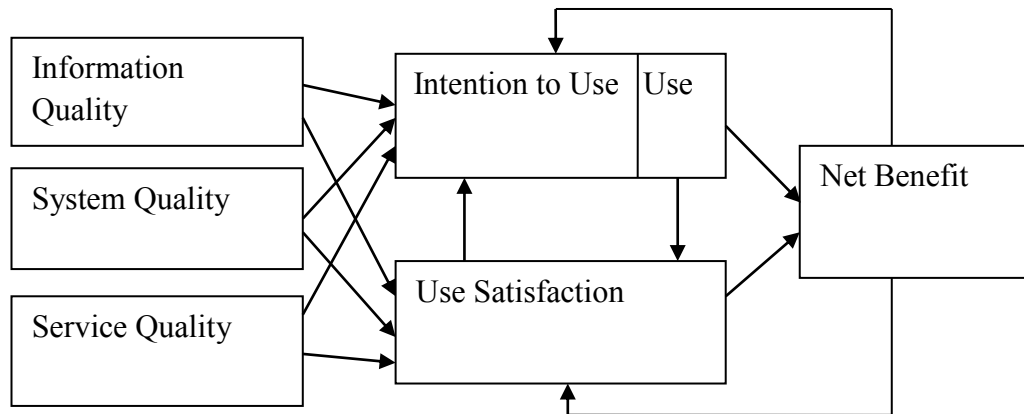 Information
Quality
System Quality
Service Quality
Intention to Use
Use
Use Satisfaction
Net Benefit